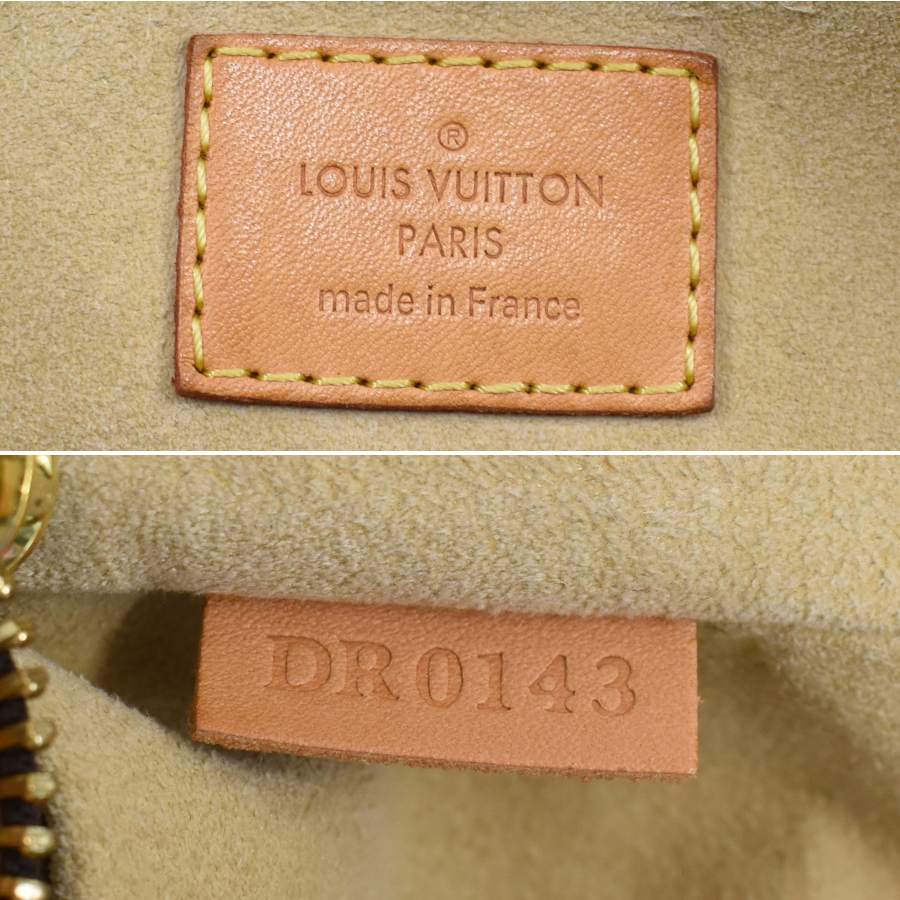 ®
LOUIS VUITTON
PARIS
made in France
DR0143